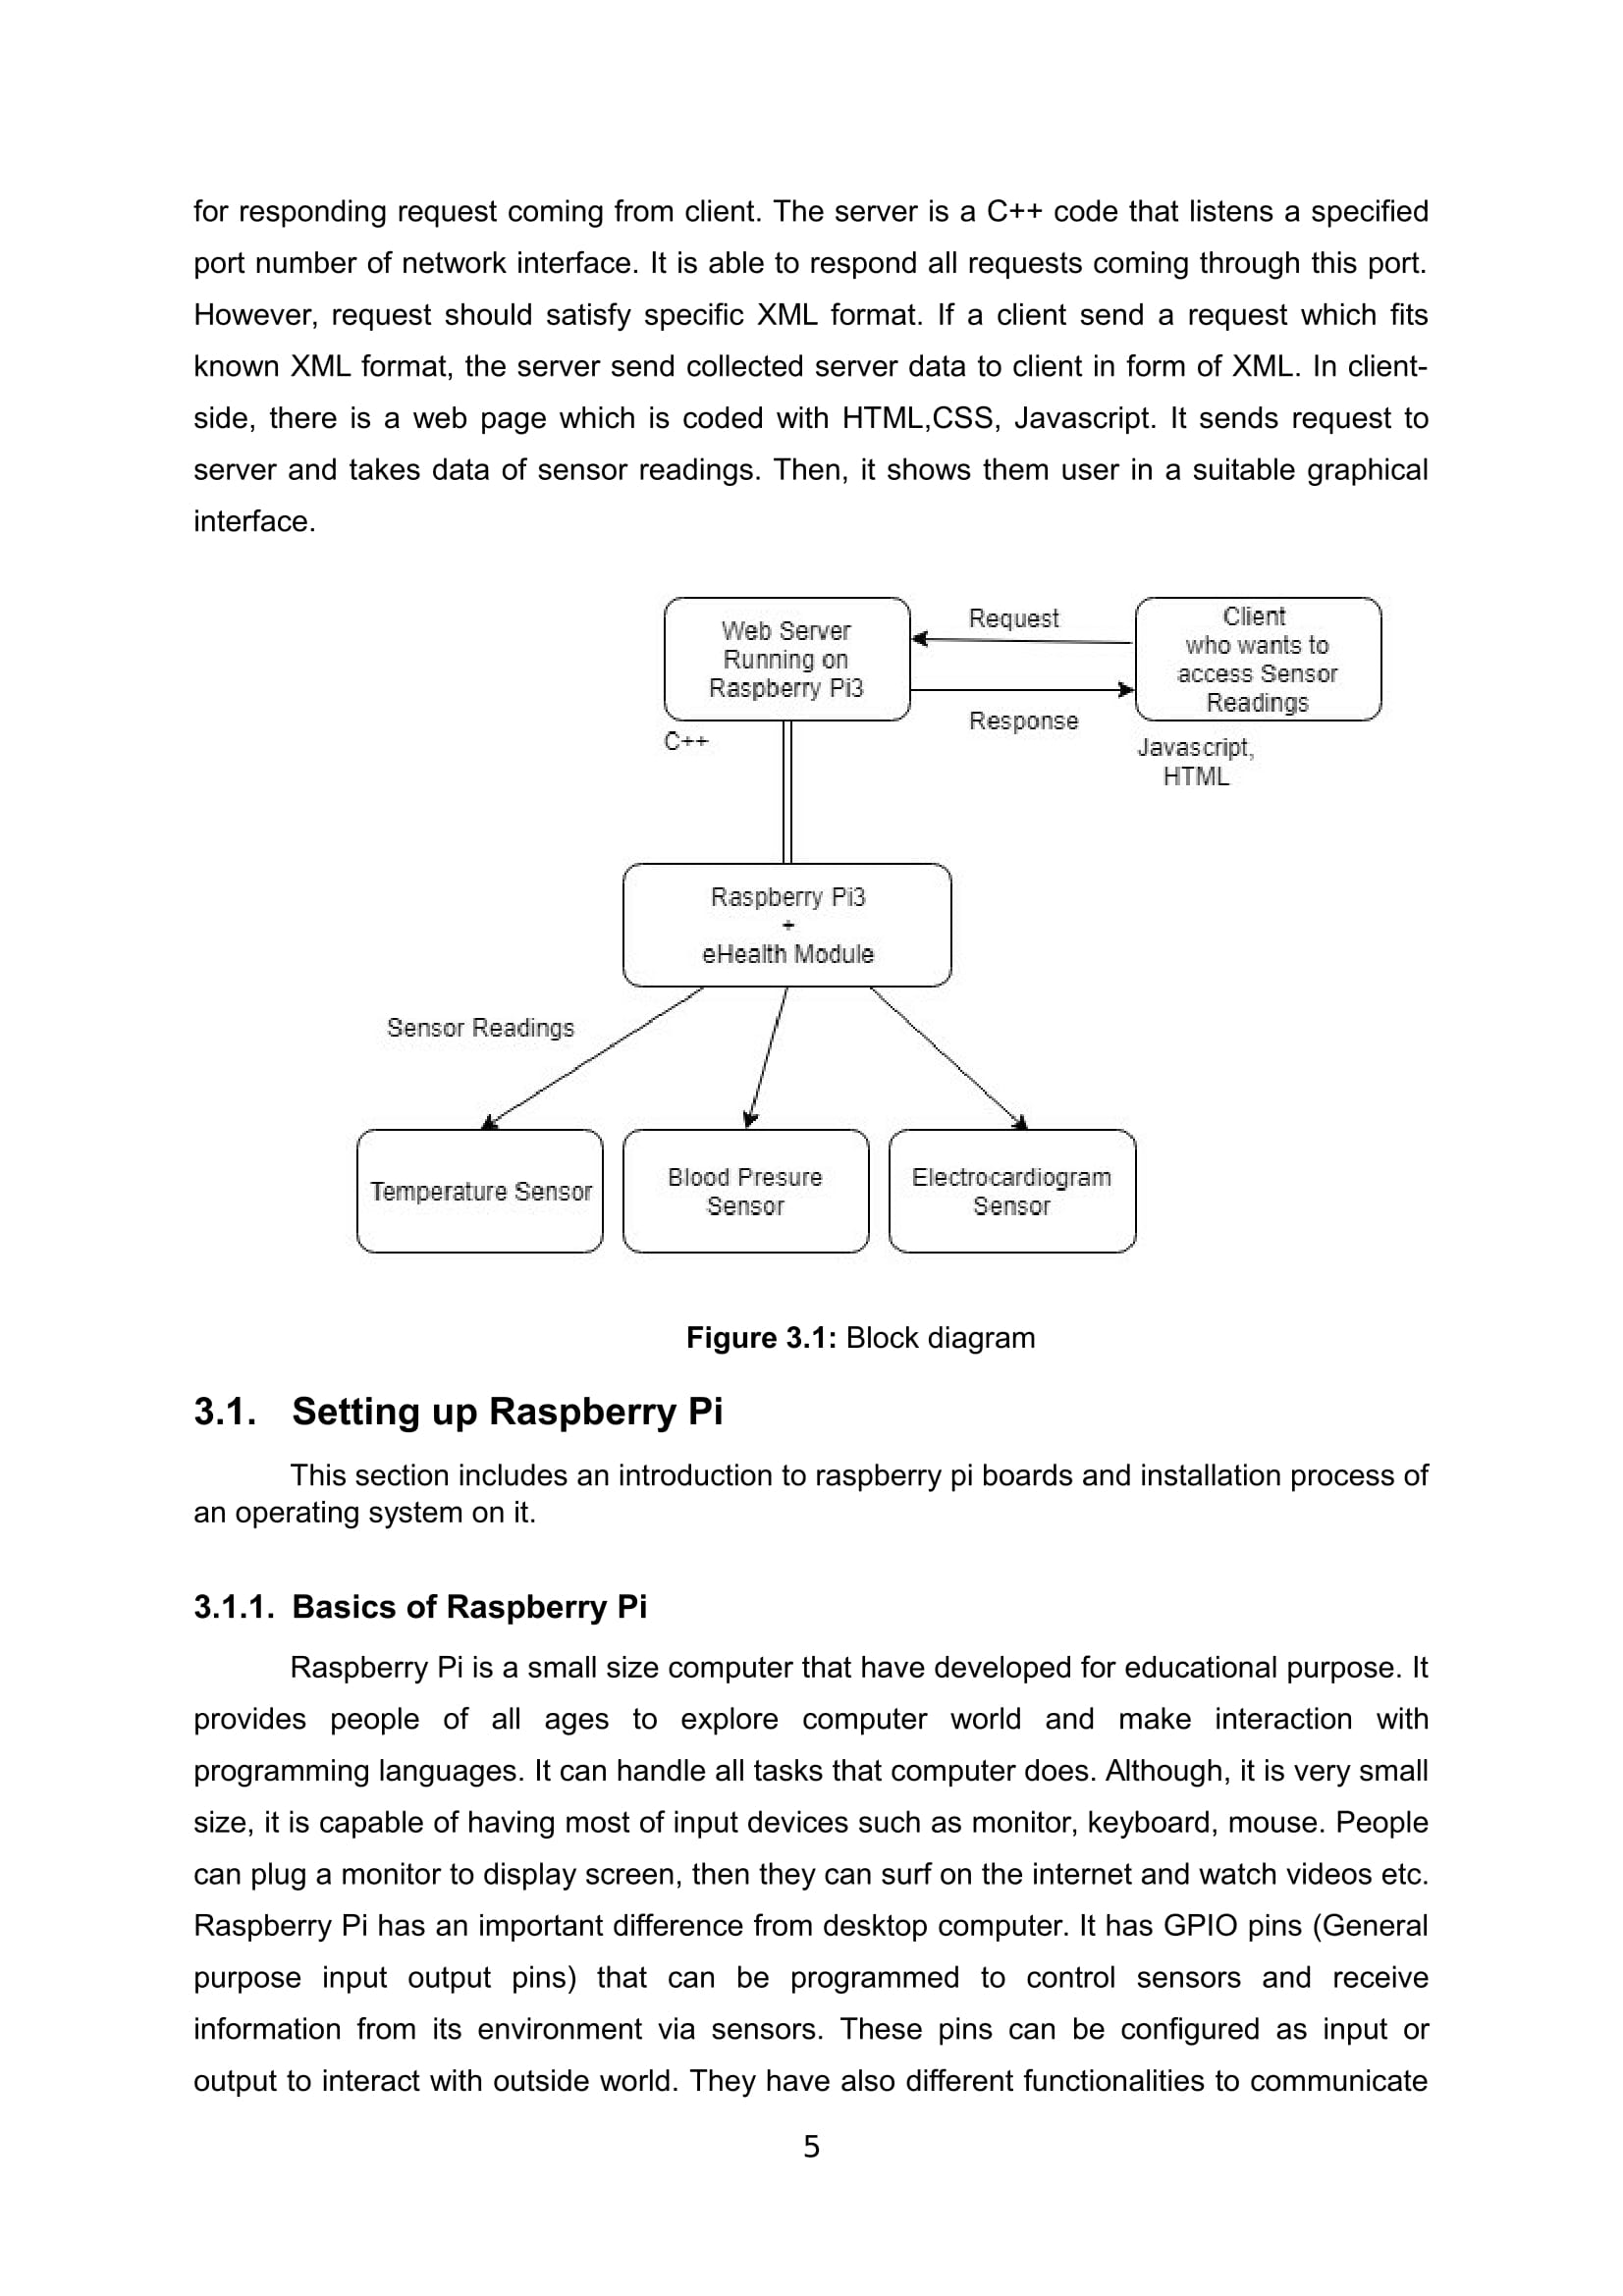 for responding request coming from client. The server is a C++ code that listens a specified
port number of network interface. It is able to respond all requests coming through this port.
However, request should satisfy specific XML format. If a client send a request which fits
known XML format, the server send collected server data to client in form of XML. In client-
side, there is a web page which is coded with HTML,CSS, Javascript. It sends request to
server and takes data of sensor readings. Then, it shows them user in a suitable graphical
interface.
Web Server
Running on
Raspberry Pi3
Request
Response
Client
who wants to
access Sensor
Readings
C++
Javascript,
HTML
Raspberry Pi3
+
eHealth Module
Sensor Readings
Temperature Sensor
Blood Presure
Sensor
Electrocardiogram
Sensor
Figure 3.1: Block diagram
3.1. Setting up Raspberry Pi
This section includes an introduction to raspberry pi boards and installation process of
an operating system on it.
3.1.1. Basics of Raspberry Pi
Raspberry Pi is a small size computer that have developed for educational purpose. It
provides people of all ages to explore computer world and make interaction with
programming languages. It can handle all tasks that computer does. Although, it is very small
size, it is capable of having most of input devices such as monitor, keyboard, mouse. People
can plug a monitor to display screen, then they can surf on the internet and watch videos etc.
Raspberry Pi has an important difference from desktop computer. It has GPIO pins (General
purpose input output pins) that can be programmed to control sensors and receive
information from its environment via sensors. These pins can be configured as input or
output to interact with outside world. They have also different functionalities to communicate
5